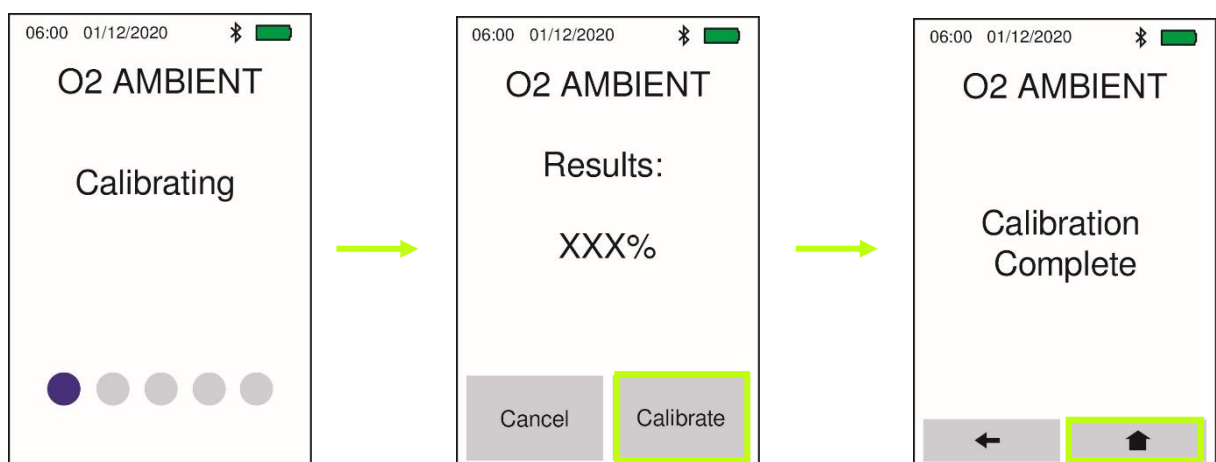 06:00 01/12/2020
O2 AMBIENT
Calibrating
06:00 01/12/2020
O2 AMBIENT
Results:
XXX%
Cancel
Calibrate
06:00 01/12/2020
O2 AMBIENT
Calibration
Complete